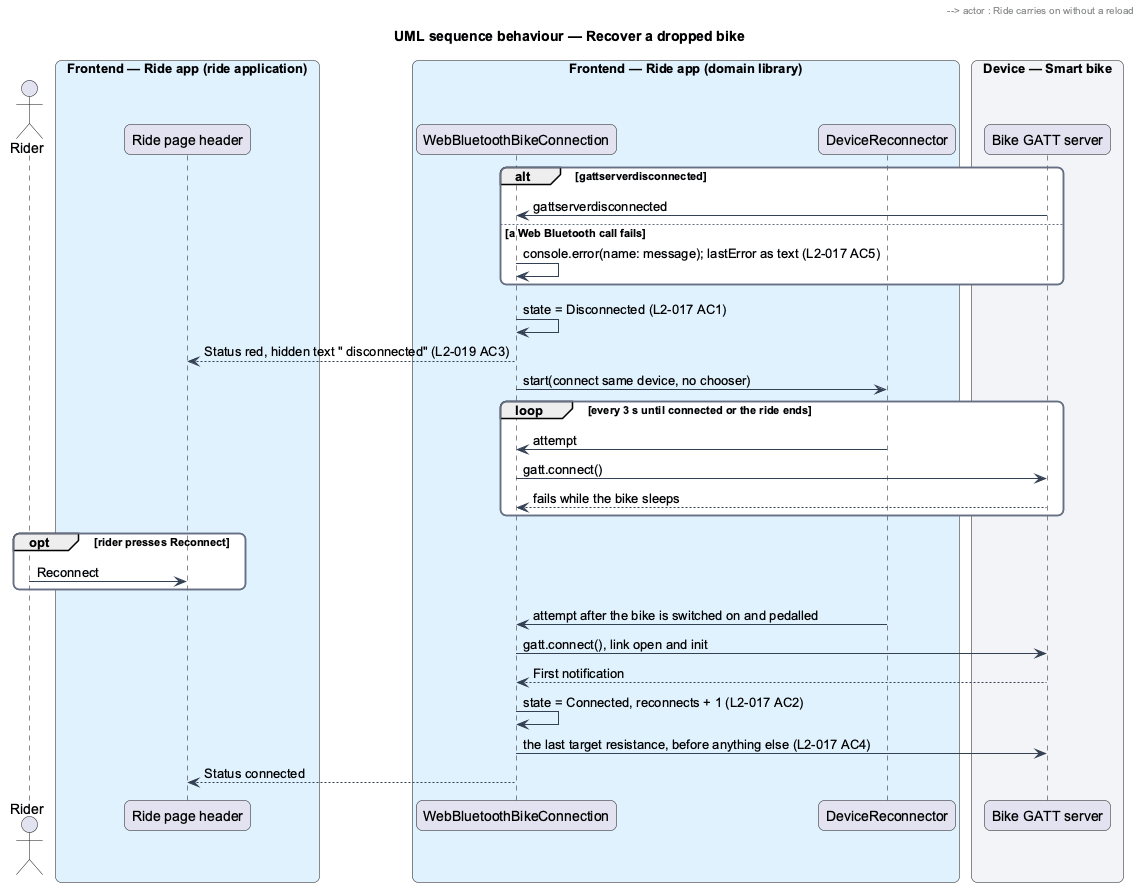 --> actor : Ride carries on without a reload
UML sequence behaviour — Recover a dropped bike
Frontend — Ride app (ride application)
Frontend — Ride app (domain library)
Device — Smart bike
Rider
Ride page header
WebBluetoothBikeConnection
DeviceReconnector
Bike GATT server
alt
[gattserverdisconnected]
gattserverdisconnected
[a Web Bluetooth call fails]
console.error(name: message); lastError as text (L2-017 AC5)
state = Disconnected (L2-017 AC1)
Status red, hidden text " disconnected" (L2-019 AC3)
start(connect same device, no chooser)
loop
[every 3 s until connected or the ride ends]
attempt
gatt.connect()
fails while the bike sleeps
opt
[rider presses Reconnect]
Reconnect
attempt after the bike is switched on and pedalled
gatt.connect(), link open and init
First notification
state = Connected, reconnects + 1 (L2-017 AC2)
the last target resistance, before anything else (L2-017 AC4)
Status connected
Rider
Ride page header
WebBluetoothBikeConnection
DeviceReconnector
Bike GATT server